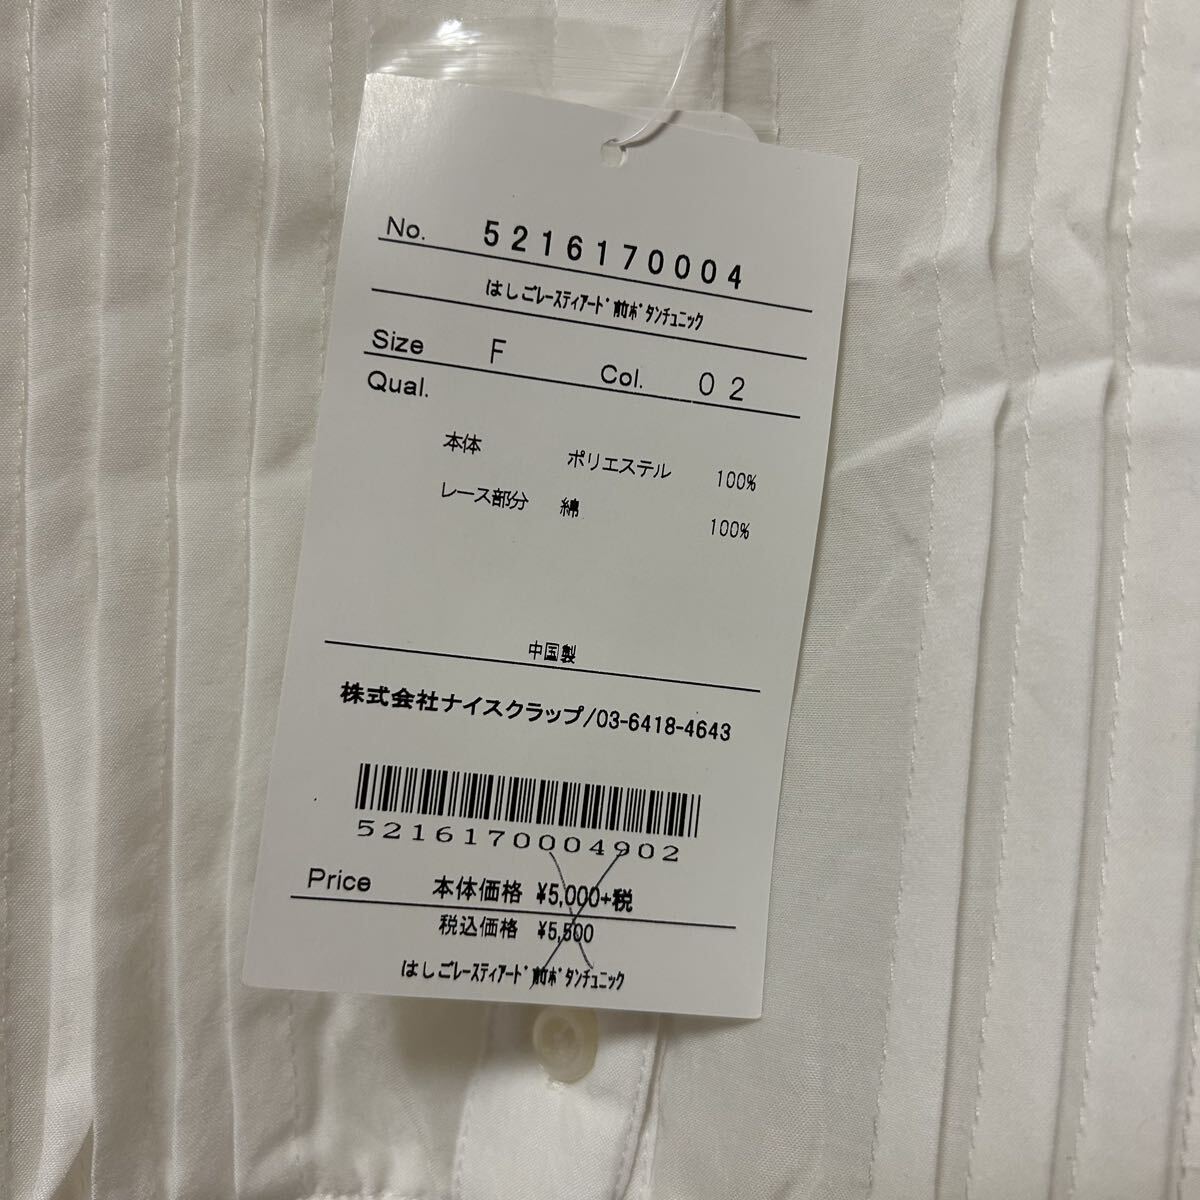 No. 5216170004
はしごレースティアード前ボタンチュニック
Size F Col. 02
Qual.
本体 ポリエステル 100%
レース部分 綿 100%
中国製
株式会社ナイスクラップ/03-6418-4643
5216170004902
Price 本体価格 ¥5,000+税
税込価格 ¥5,500
はしごレースティアード前ボタンチュニック